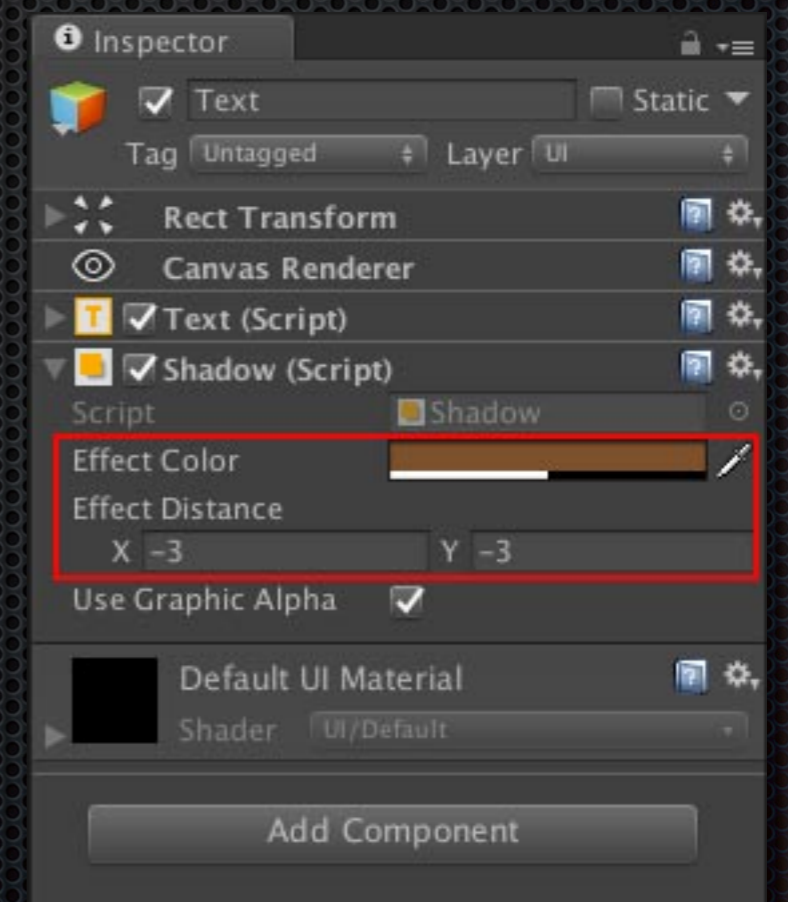 Inspector
Text Static
Tag Untagged Layer UI
Rect Transform
Canvas Renderer
Text (Script)
Shadow (Script)
Script Shadow
Effect Color
Effect Distance
X -3 Y -3
Use Graphic Alpha
Default UI Material
Shader UI/Default
Add Component